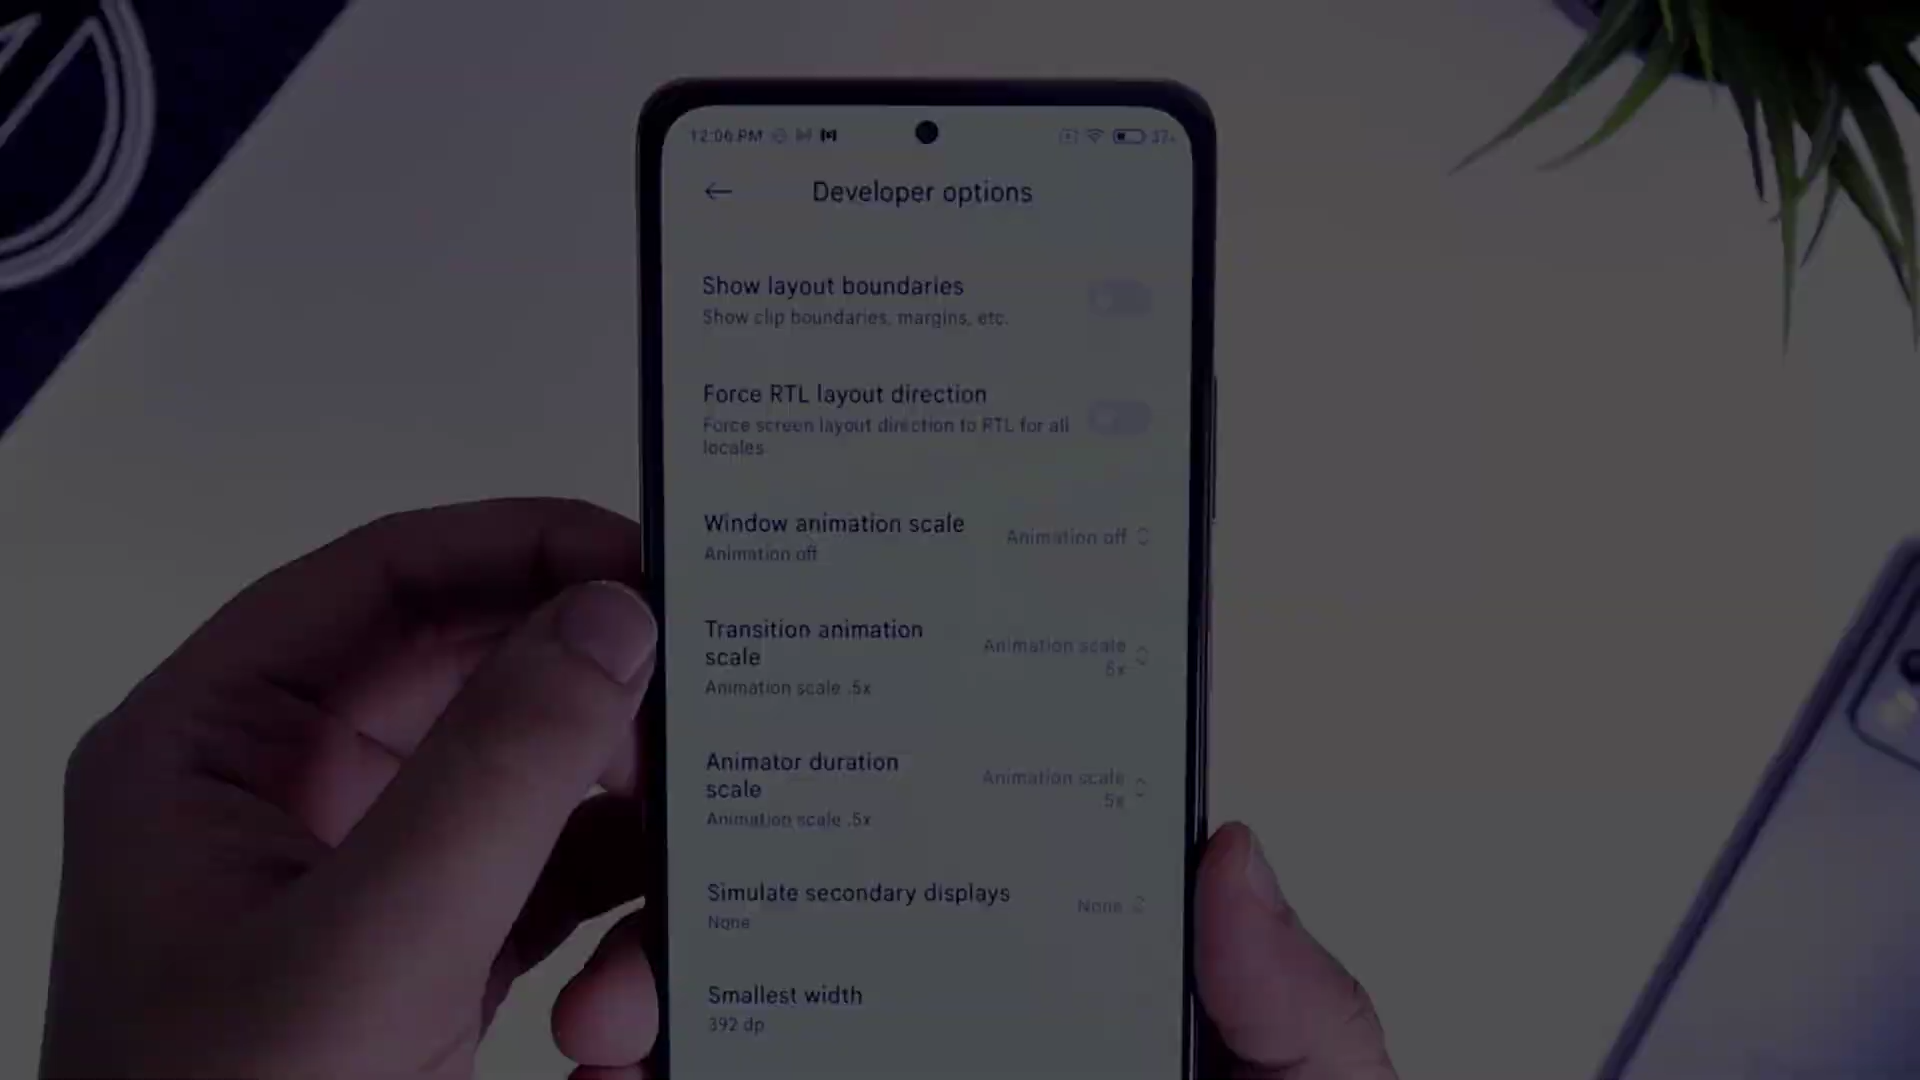 12:06 PM
37
Developer options
Show layout boundaries
Show clip boundaries, margins, etc.
Force RTL layout direction
Force screen layout direction to RTL for all
locales
Window animation scale
Animation off
Animation off
Transition animation
scale
Animation scale .5x
Animation scale
5x
Animator duration
scale
Animation scale .5x
Animation scale
5x
Simulate secondary displays
None
None
Smallest width
392 dp